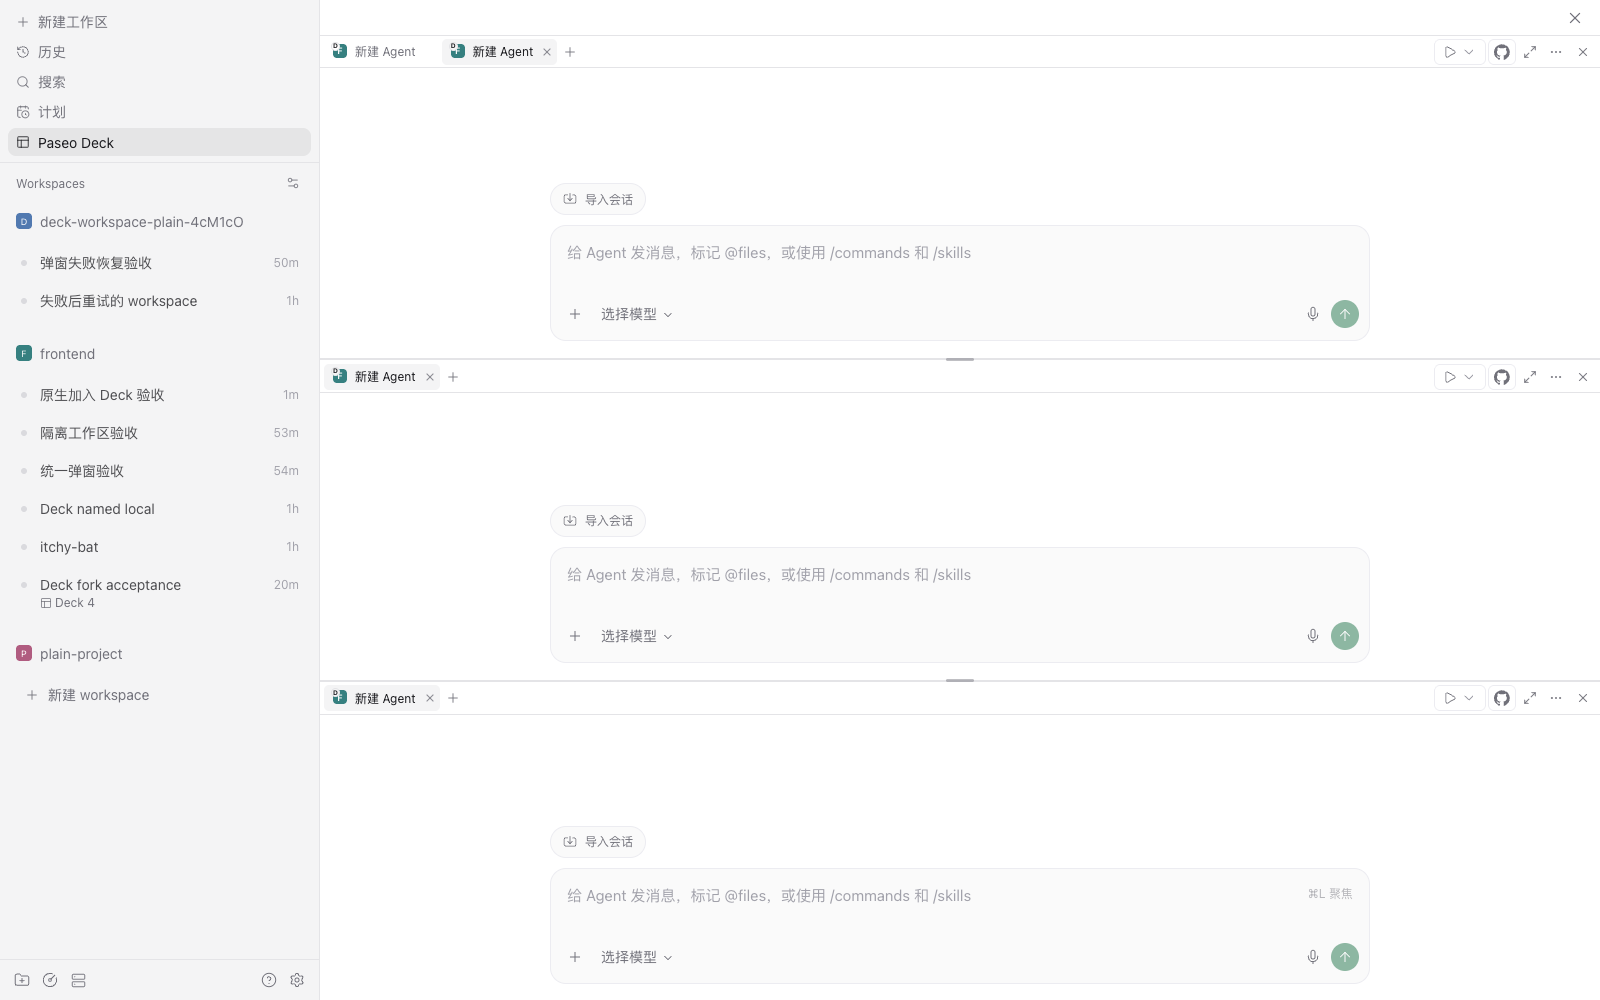 新建工作区
历史
搜索
计划
Paseo Deck
Workspaces
D deck-workspace-plain-4cM1cO
弹窗失败恢复验收 50m
失败后重试的 workspace 1h
F frontend
原生加入 Deck 验收 1m
隔离工作区验收 53m
统一弹窗验收 54m
Deck named local 1h
itchy-bat 1h
Deck fork acceptance 20m
Deck 4
P plain-project
新建 workspace
D F 新建 Agent D F 新建 Agent
导入会话
给 Agent 发消息，标记 @files，或使用 /commands 和 /skills
选择模型
D F 新建 Agent
导入会话
给 Agent 发消息，标记 @files，或使用 /commands 和 /skills
选择模型
D F 新建 Agent
导入会话
给 Agent 发消息，标记 @files，或使用 /commands 和 /skills ⌘L 聚焦
选择模型